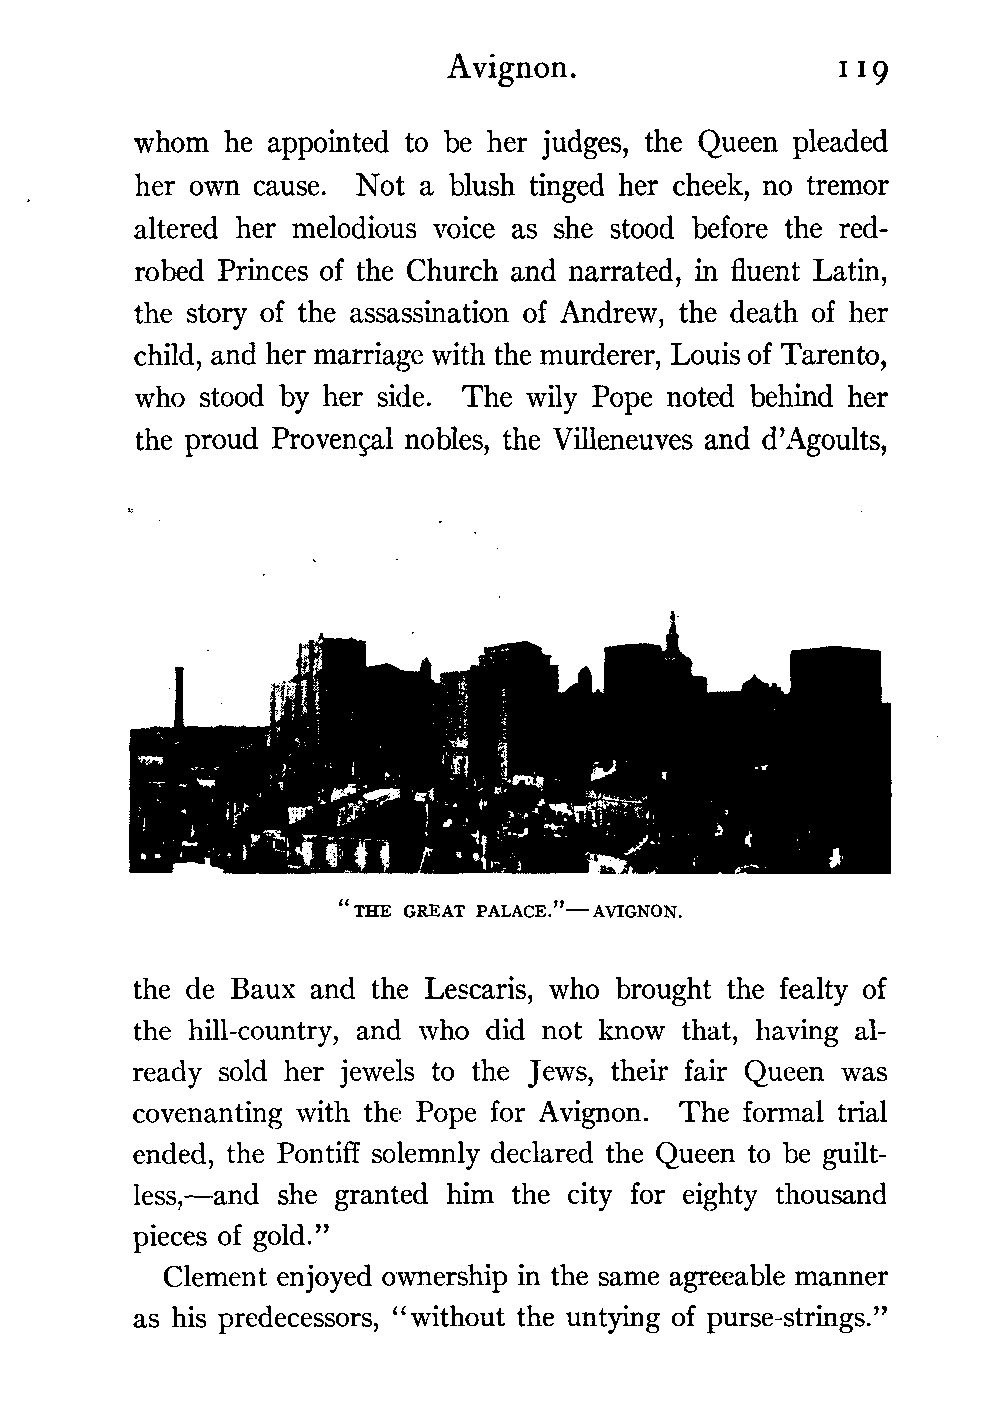 Avignon. 119
whom he appointed to be her judges, the Queen pleaded
her own cause. Not a blush tinged her cheek, no tremor
altered her melodious voice as she stood before the red-
robed Princes of the Church and narrated, in fluent Latin,
the story of the assassination of Andrew, the death of her
child, and her marriage with the murderer, Louis of Tarento,
who stood by her side. The wily Pope noted behind her
the proud Provençal nobles, the Villeneuves and d'Agoults,
"THE GREAT PALACE."—AVIGNON.
the de Baux and the Lescaris, who brought the fealty of
the hill-country, and who did not know that, having al-
ready sold her jewels to the Jews, their fair Queen was
covenanting with the Pope for Avignon. The formal trial
ended, the Pontiff solemnly declared the Queen to be guilt-
less,—and she granted him the city for eighty thousand
pieces of gold."
Clement enjoyed ownership in the same agreeable manner
as his predecessors, "without the untying of purse-strings."